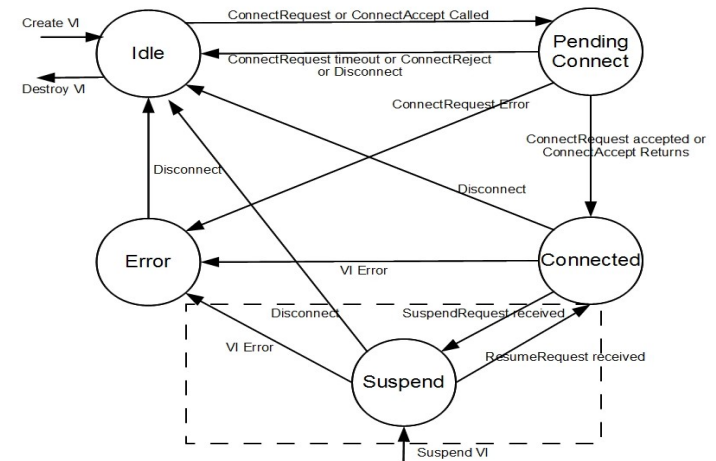 Create VI
ConnectRequest or ConnectAccept Called
Idle
Pending
Connect
ConnectRequest timeout or ConnectReject
or Disconnect
Destroy VI
ConnectRequest Error
ConnectRequest accepted or
ConnectAccept Returns
Disconnect
Disconnect
Error
Connected
VI Error
Disconnect
SuspendRequest received
VI Error
ResumeRequest received
Suspend
Suspend VI